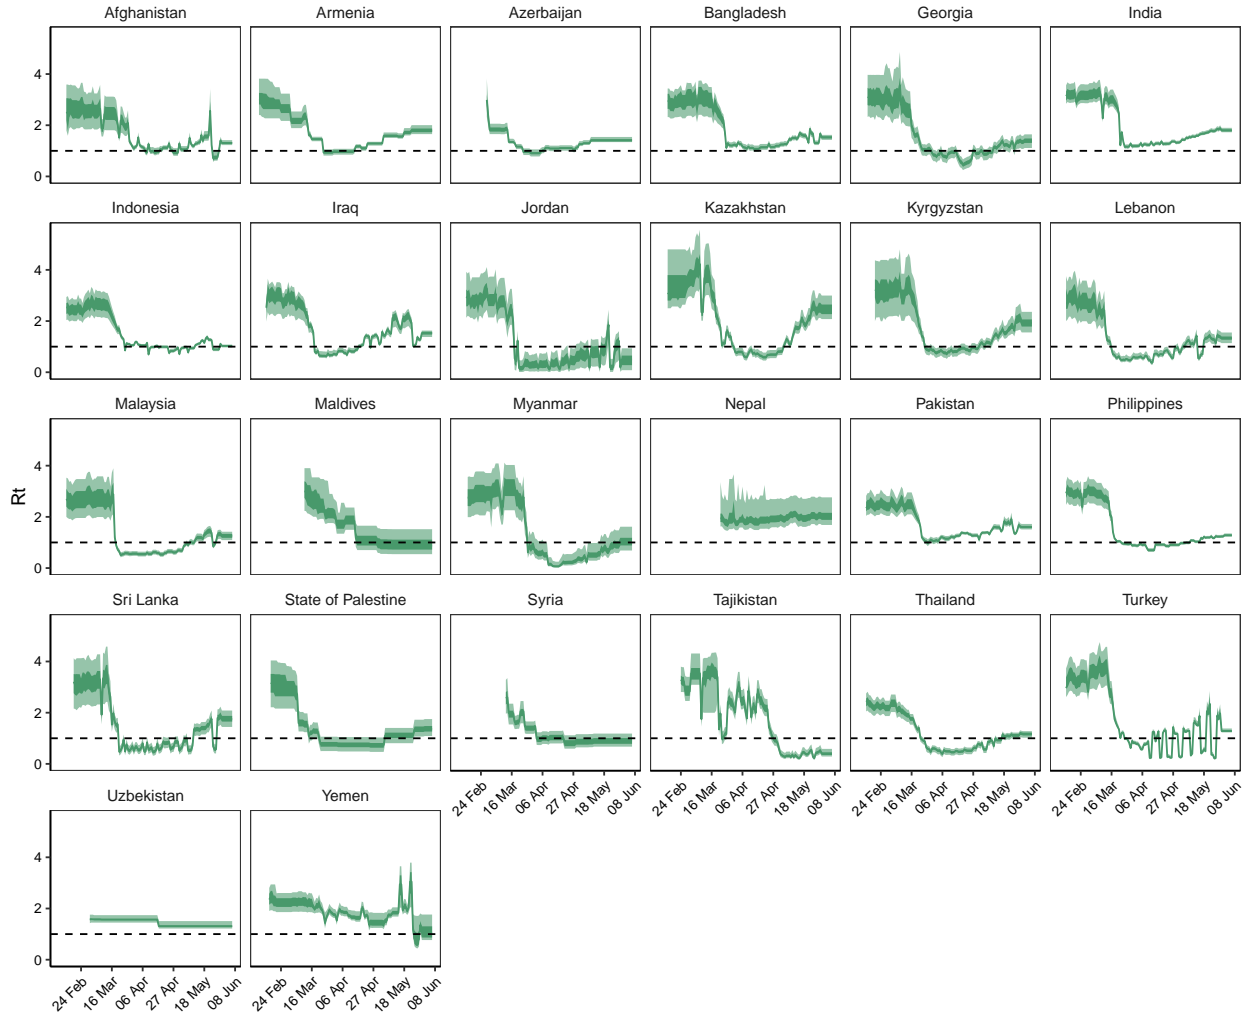 Afghanistan Armenia Azerbaijan Bangladesh Georgia India
4
2
0
Indonesia Iraq Jordan Kazakhstan Kyrgyzstan Lebanon
4
2
0
Malaysia Maldives Myanmar Nepal Pakistan Philippines
Rt
4
2
0
Sri Lanka State of Palestine Syria Tajikistan Thailand Turkey
4
2
0
24 Feb 16 Mar 06 Apr 27 Apr 18 May 08 Jun 24 Feb 16 Mar 06 Apr 27 Apr 18 May 08 Jun 24 Feb 16 Mar 06 Apr 27 Apr 18 May 08 Jun 24 Feb 16 Mar 06 Apr 27 Apr 18 May 08 Jun
Uzbekistan Yemen
4
2
0
24 Feb 16 Mar 06 Apr 27 Apr 18 May 08 Jun 24 Feb 16 Mar 06 Apr 27 Apr 18 May 08 Jun